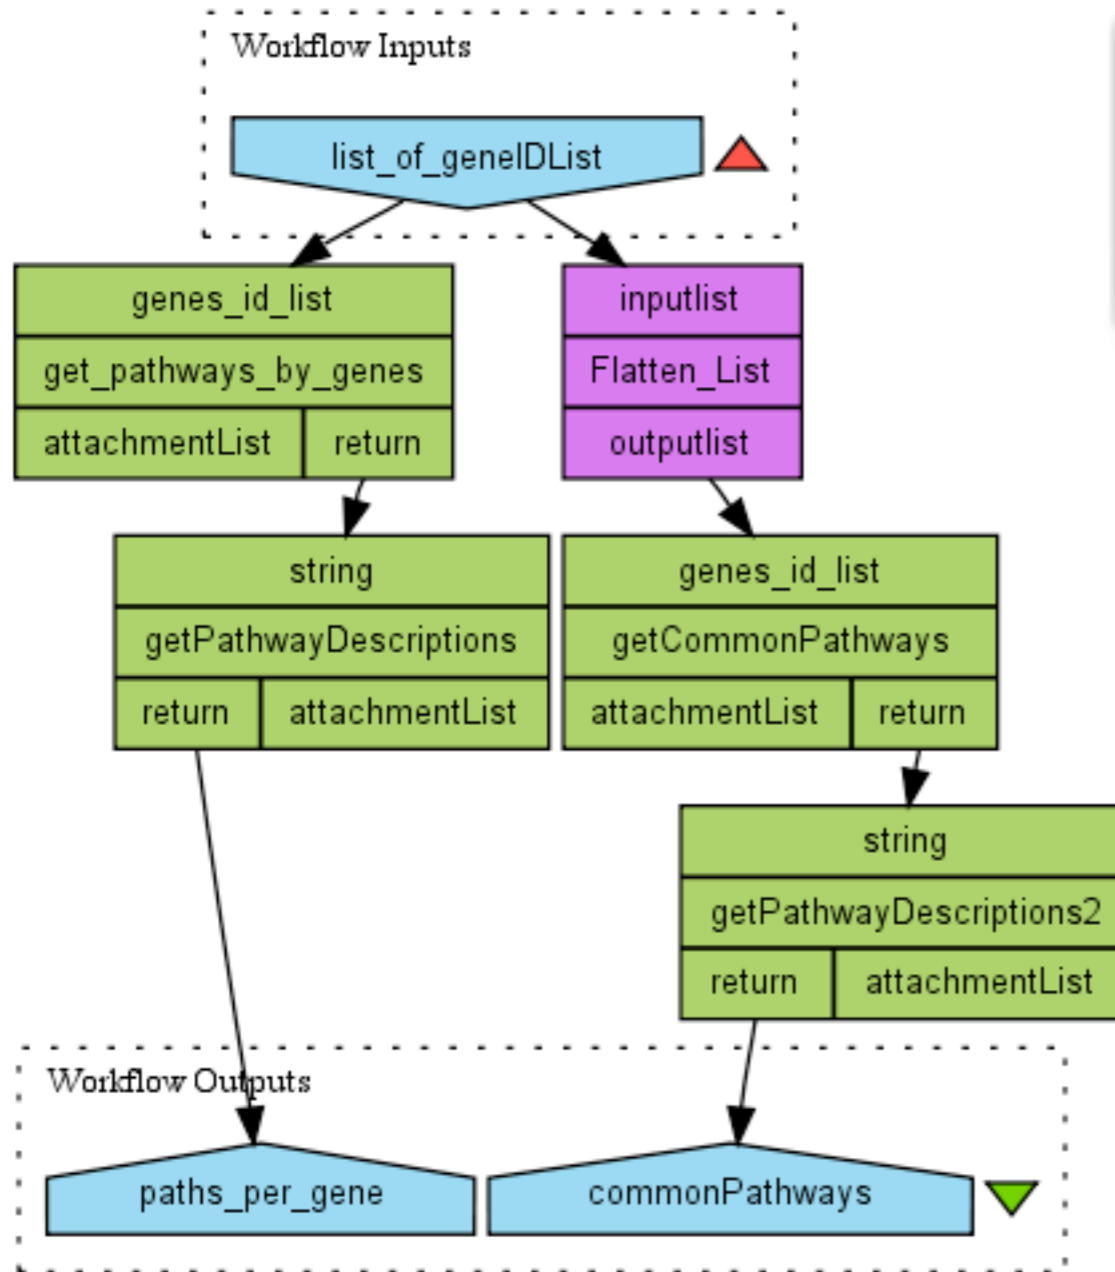 Workflow Inputs
list_of_geneIDList
genes_id_list
get_pathways_by_genes
attachmentList return
inputlist
Flatten_List
outputlist
string
getPathwayDescriptions
return attachmentList
genes_id_list
getCommonPathways
attachmentList return
string
getPathwayDescriptions2
return attachmentList
Workflow Outputs
paths_per_gene
commonPathways